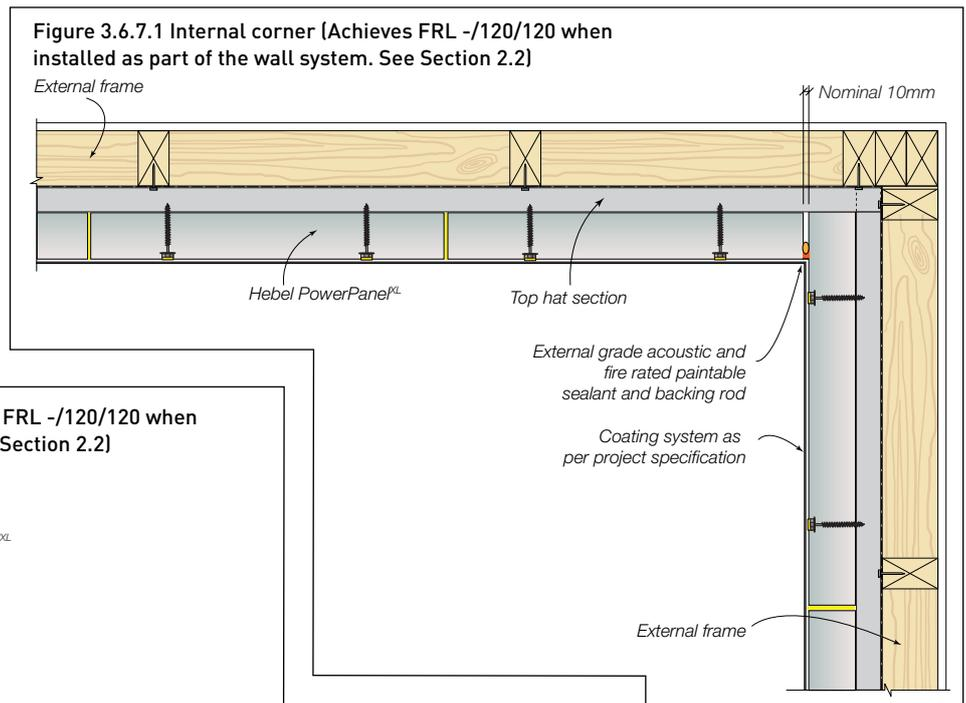 Figure 3.6.7.1 Internal corner (Achieves FRL -/120/120 when
installed as part of the wall system. See Section 2.2)
External frame
Nominal 10mm
Hebel PowerPanelXL
Top hat section
External grade acoustic and
fire rated paintable
sealant and backing rod
Coating system as
per project specification
External frame
FRL -/120/120 when
Section 2.2)
XL